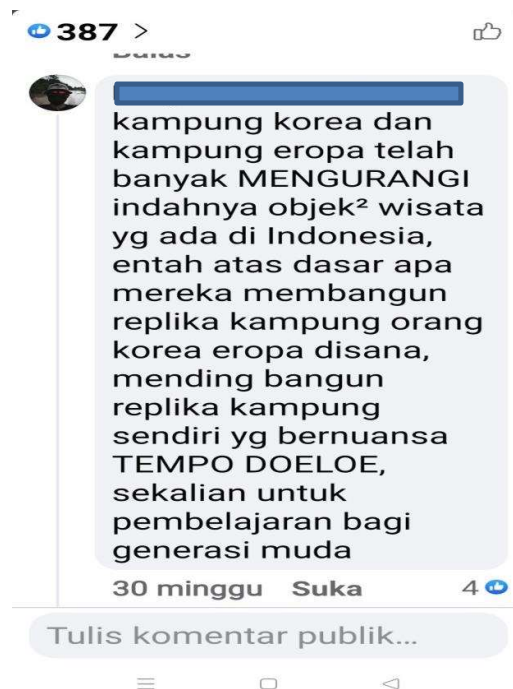 387 >
Balas
kampung korea dan
kampung eropa telah
banyak MENGURANGI
indahnya objek² wisata
yg ada di Indonesia,
entah atas dasar apa
mereka membangun
replika kampung orang
korea eropa disana,
mending bangun
replika kampung
sendiri yg bernuansa
TEMPO DOELOE,
sekalian untuk
pembelajaran bagi
generasi muda
30 minggu Suka 4
Tulis komentar publik...